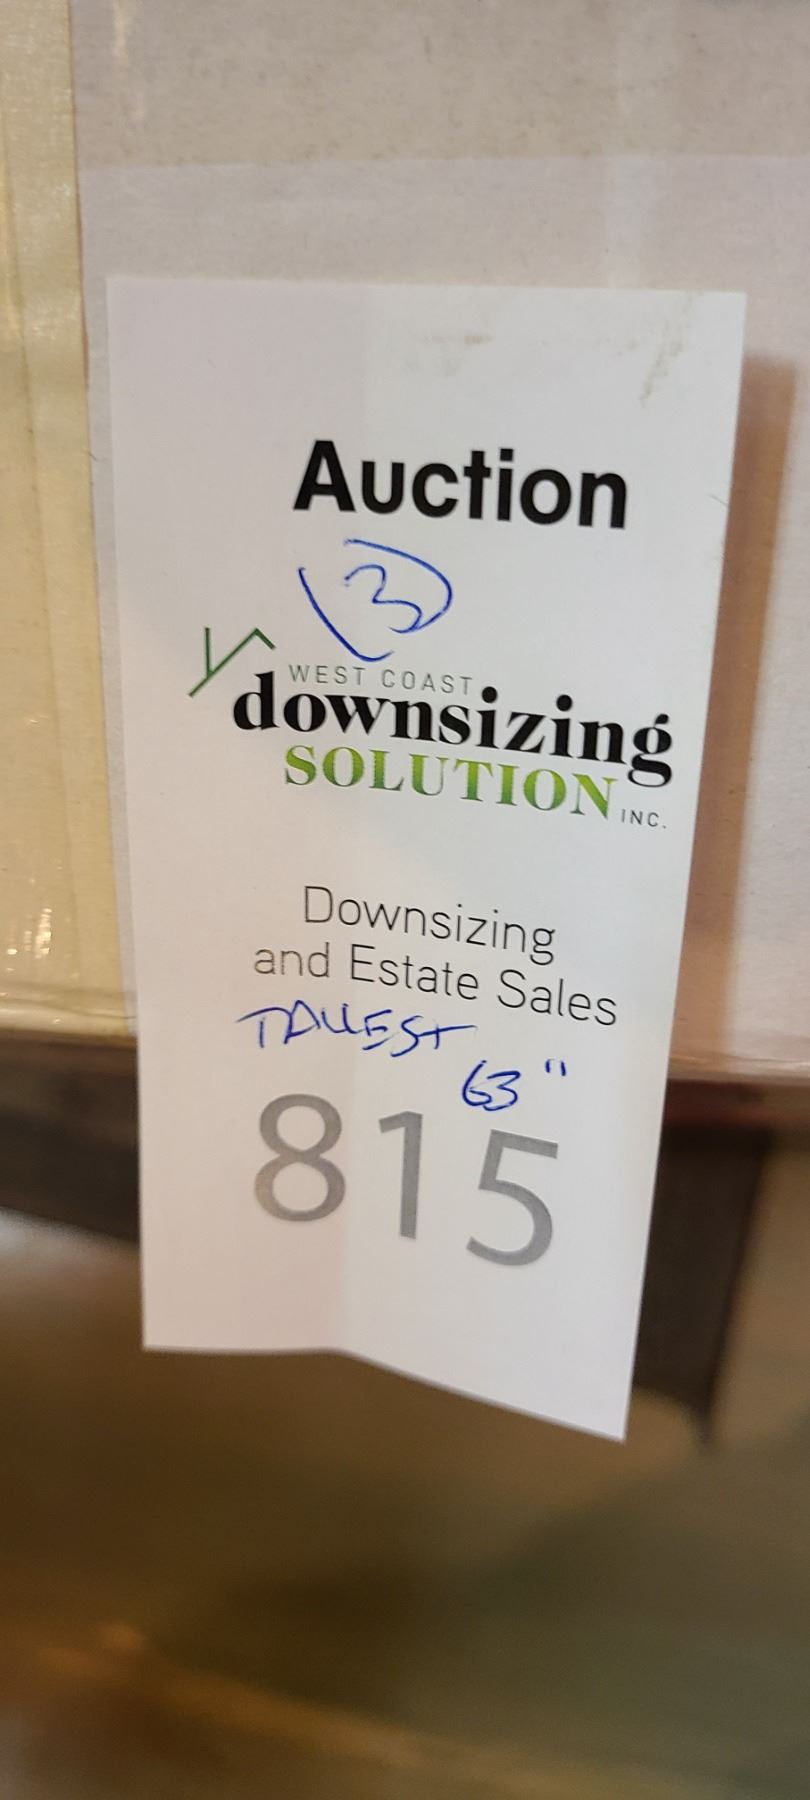 Auction
3
WEST COAST
downsizing
SOLUTION INC.
Downsizing
and Estate Sales
TALLEST
63"
815